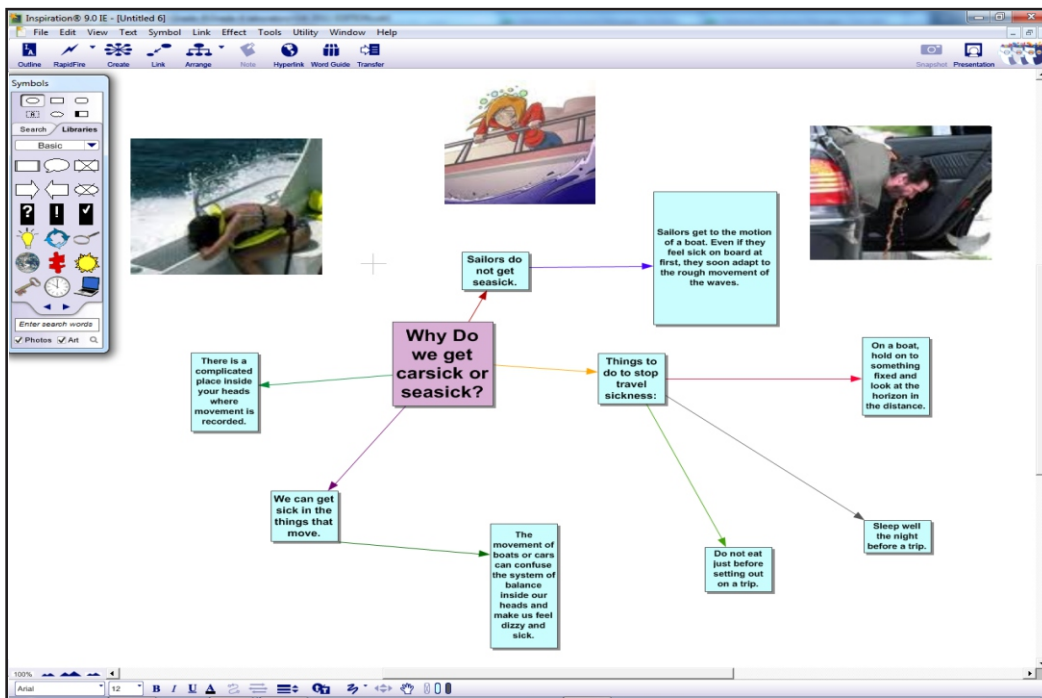 Inspiration® 9.0 IE - [Untitled 6]
File Edit View Text Symbol Link Effect Tools Utility Window Help
Outline RapidFire Create Link Arrange Note Hyperlink Word Guide Transfer Snapshot Presentation
Symbols
Search Libraries
Basic
Enter search words
Photos Art
Sailors do
not get
seasick.
Sailors get to the motion
of a boat. Even if they
feel sick on board at
first, they soon adapt to
the rough movement of
the waves.
Why Do
we get
carsick or
seasick?
There is a
complicated
place inside
your heads
where
movement is
recorded.
Things to
do to stop
travel
sickness:
On a boat,
hold on to
something
fixed and
look at the
horizon in
the distance.
We can get
sick in the
things that
move.
The
movement of
boats or cars
can confuse
the system of
balance
inside our
heads and
make us feel
dizzy and
sick.
Do not eat
just before
setting out
on a trip.
Sleep well
the night
before a trip.
100%
Arial 12 B I U A